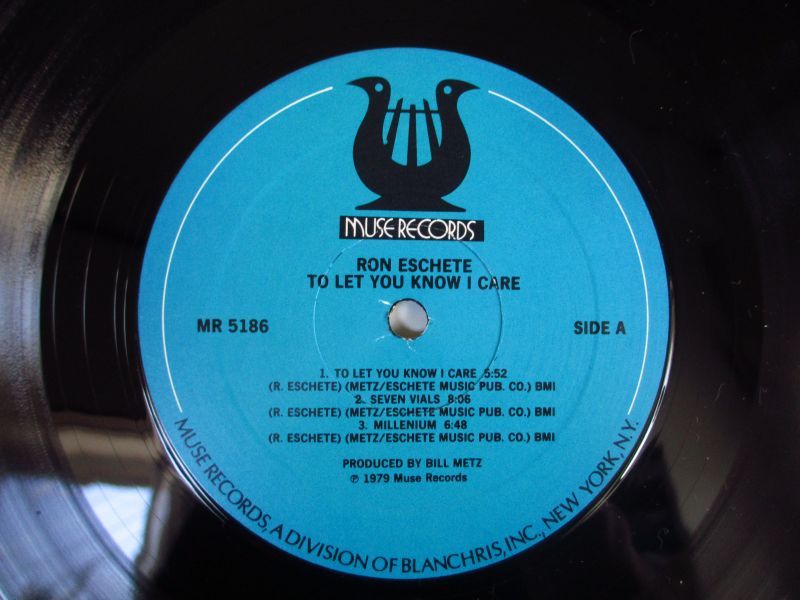 MUSE RECORDS
RON ESCHETE
TO LET YOU KNOW I CARE
MR 5186
SIDE A
1. TO LET YOU KNOW I CARE 5:52
(R. ESCHETE) (METZ/ESCHETE MUSIC PUB. CO.) BMI
2. SEVEN VIALS 8:06
(R. ESCHETE) (METZ/ESCHETE MUSIC PUB. CO.) BMI
3. MILLENIUM 6:48
(R. ESCHETE) (METZ/ESCHETE MUSIC PUB. CO.) BMI
PRODUCED BY BILL METZ
℗ 1979 Muse Records
MUSE RECORDS, A DIVISION OF BLANCHRIS, INC., NEW YORK, N.Y.